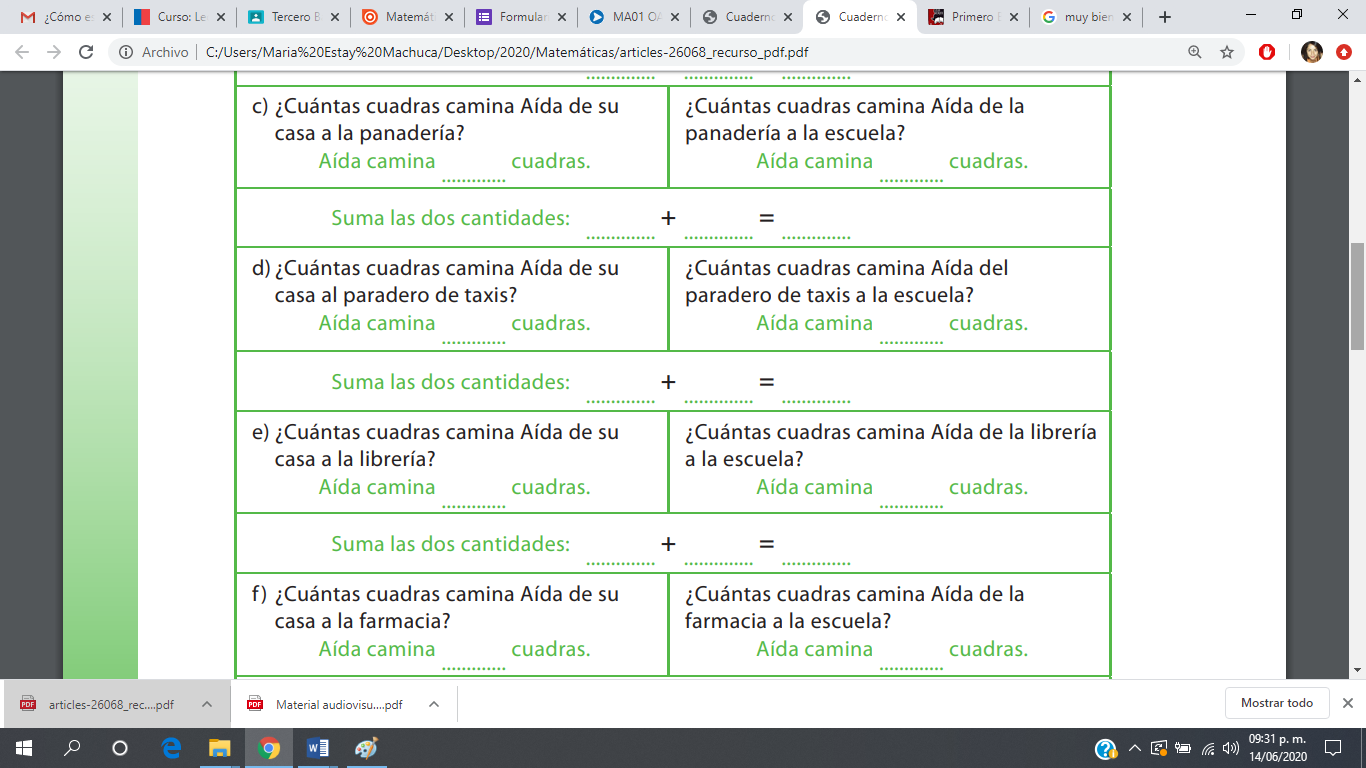 ¿Cómo es
Curso: Le
Tercero B
Matemáti
Formular
MA01 OA
Cuaderno
Cuaderno
Primero B
muy bien
Archivo
C:/Users/Maria%20Estay%20Machuca/Desktop/2020/Matemáticas/articles-26068_recurso_pdf.pdf
c) ¿Cuántas cuadras camina Aída de su
casa a la panadería?
Aída camina ............. cuadras.
¿Cuántas cuadras camina Aída de la
panadería a la escuela?
Aída camina ............. cuadras.
Suma las dos cantidades: .............. + .............. = ..............
d) ¿Cuántas cuadras camina Aída de su
casa al paradero de taxis?
Aída camina ............. cuadras.
¿Cuántas cuadras camina Aída del
paradero de taxis a la escuela?
Aída camina ............. cuadras.
Suma las dos cantidades: .............. + .............. = ..............
e) ¿Cuántas cuadras camina Aída de su
casa a la librería?
Aída camina ............. cuadras.
¿Cuántas cuadras camina Aída de la librería
a la escuela?
Aída camina ............. cuadras.
Suma las dos cantidades: .............. + .............. = ..............
f) ¿Cuántas cuadras camina Aída de su
casa a la farmacia?
Aída camina ............. cuadras.
¿Cuántas cuadras camina Aída de la
farmacia a la escuela?
Aída camina ............. cuadras.
PDF
articles-26068_rec....pdf
PDF
Material audiovisu....pdf
Mostrar todo
09:31 p. m.
14/06/2020